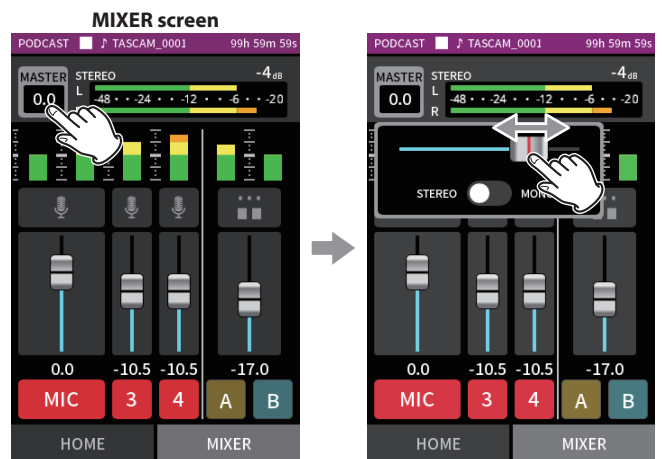 MIXER screen
PODCAST ♪ TASCAM_0001 99h 59m 59s
MASTER STEREO -4dB
0.0 L -48 · · -24 · · -12 · · -6 · · -20
0.0 -10.5 -10.5 -17.0
MIC 3 4 A B
HOME MIXER
PODCAST ♪ TASCAM_0001 99h 59m 59s
MASTER STEREO -4dB
0.0 L -48 · · -24 · · -12 · · -6 · · -20
R
STEREO
0.0 -10.5 -10.5 -17.0
MIC 3 4 A B
HOME MIXER